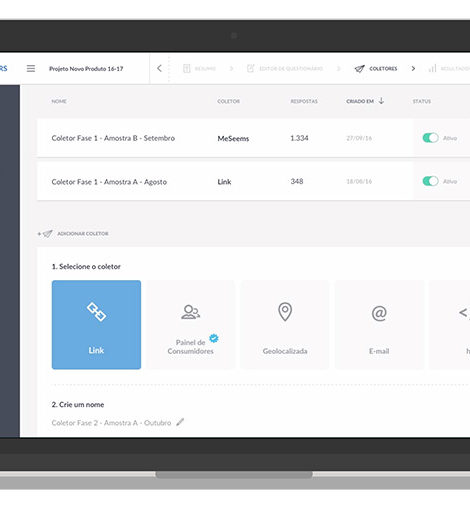 RS
Projeto Novo Produto 16-17
RESUMO
EDITOR DE QUESTIONÁRIO
COLETORES
RESULTADO
NOME
COLETOR
RESPOSTAS
CRIADO EM
STATUS
Coletor Fase 1 - Amostra B - Setembro
MeSeems
1.334
27/09/16
Ativo
Coletor Fase 1 - Amostra A - Agosto
Link
348
18/08/16
Ativo
+ ADICIONAR COLETOR
1. Selecione o coletor
Link
Painel de
Consumidores
Geolocalizada
@
E-mail
<
h
2. Crie um nome
Coletor Fase 2 - Amostra A - Outubro